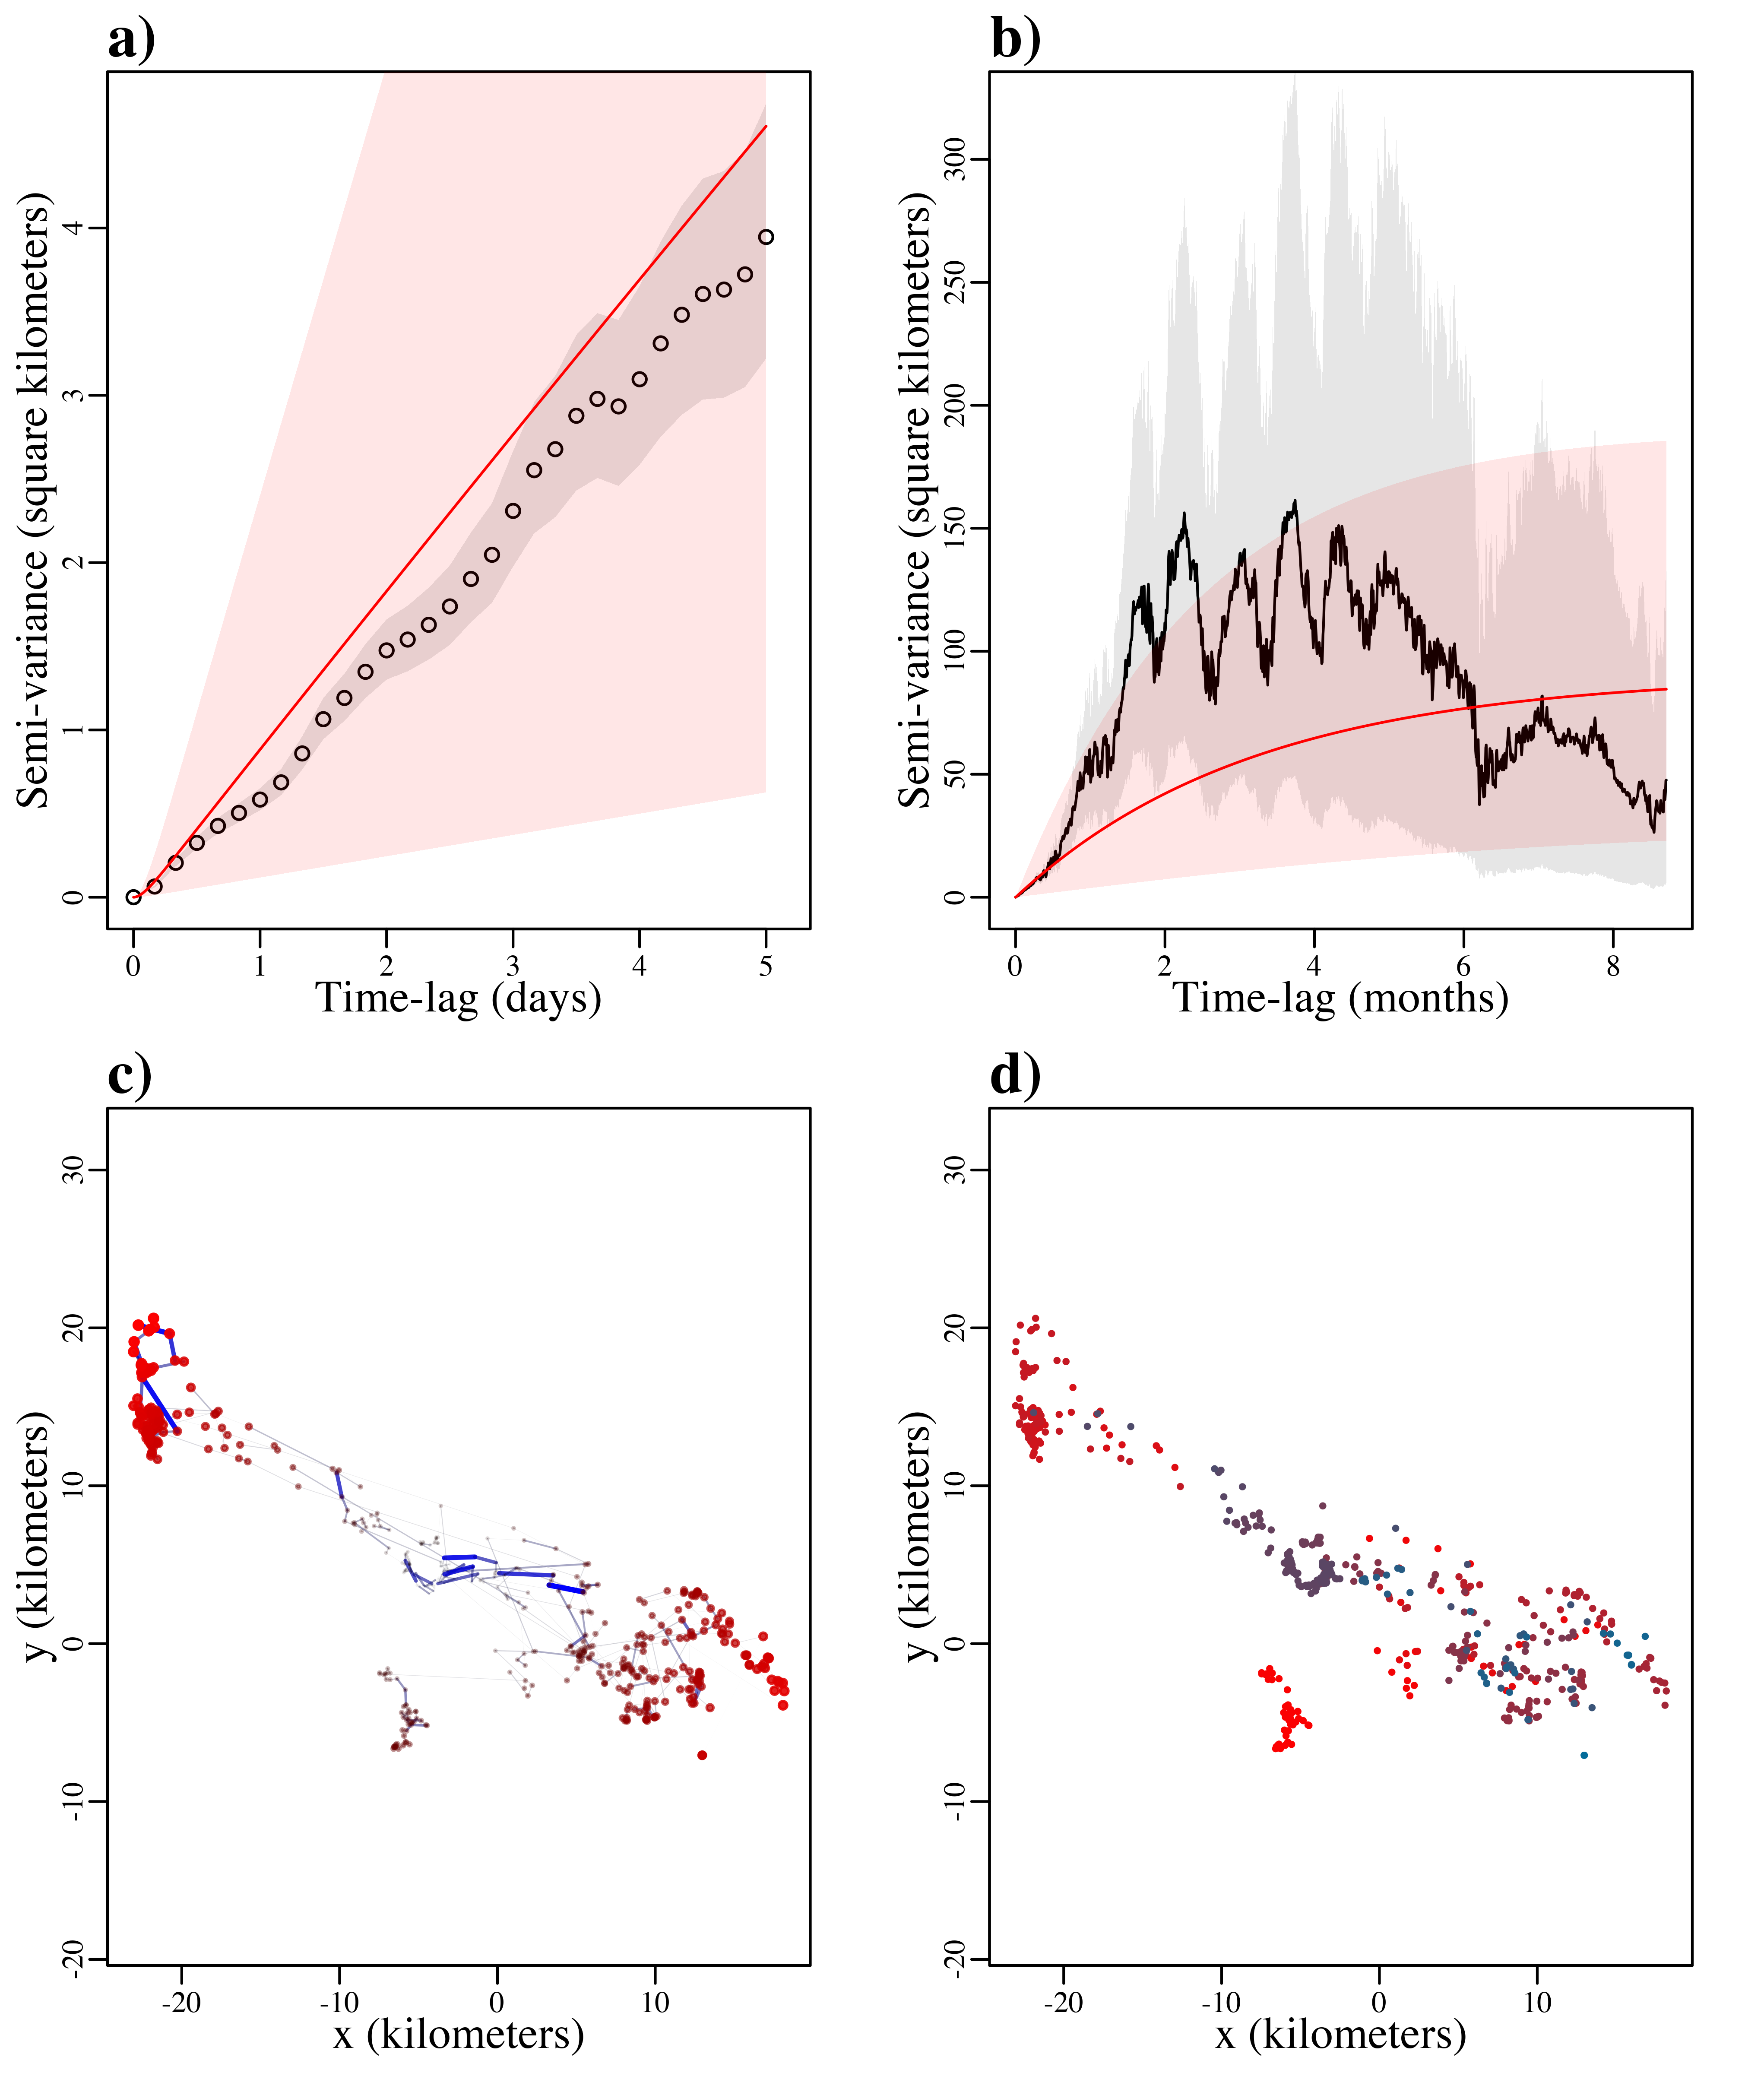 a)
Semi-variance (square kilometers)
4
3
2
1
0
0 1 2 3 4 5
Time-lag (days)
b)
Semi-variance (square kilometers)
300
250
200
150
100
50
0
0 2 4 6 8
Time-lag (months)
c)
y (kilometers)
30
20
10
0
-10
-20
-20 -10 0 10
x (kilometers)
d)
y (kilometers)
30
20
10
0
-10
-20
-20 -10 0 10
x (kilometers)